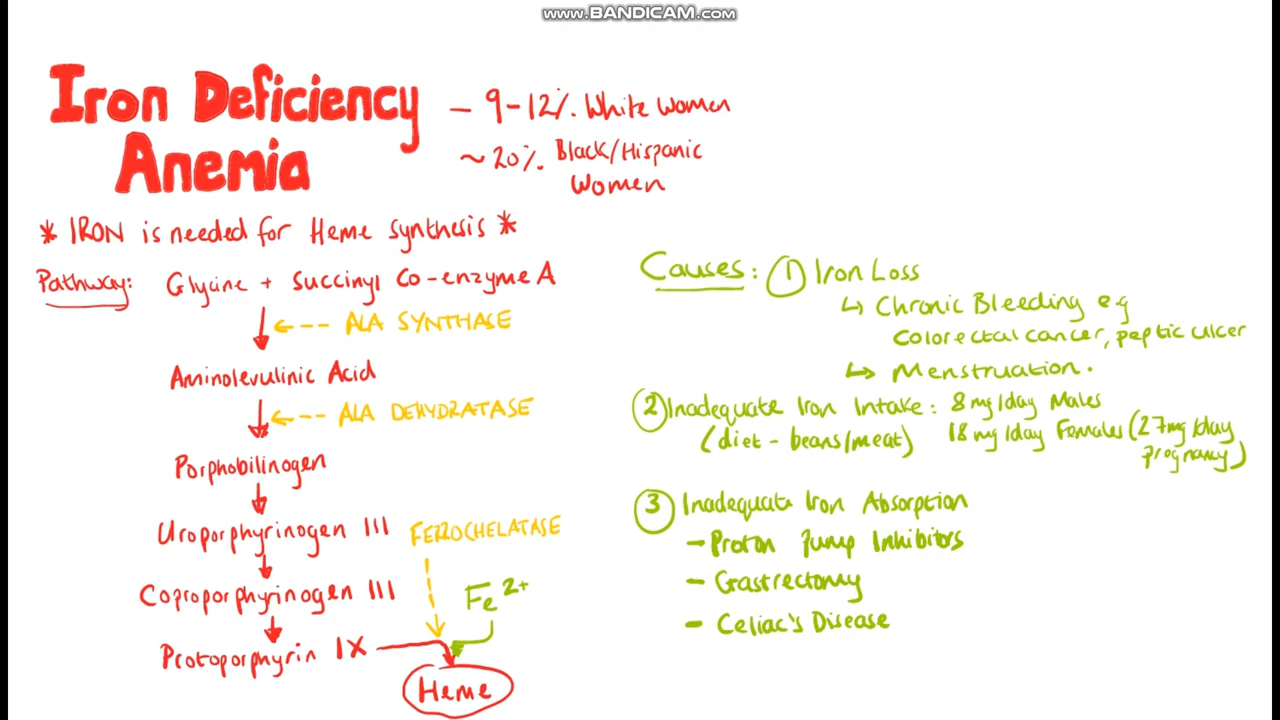 www.BANDICAM.com
Iron Deficiency
Anemia
- 9-12%. White Women
~20%. Black/Hispanic
Women
* IRON is needed for Heme Synthesis *
Pathway: Glycine + Succinyl Co-enzyme A
<--- ALA SYNTHASE
Aminolevulinic Acid
<--- ALA DEHYDRATASE
Porphobilinogen
Uroporphyrinogen III
FERROCHELATASE
Coproporphyrinogen III
Fe2+
Protoporphyrin IX
Heme
Causes: ① Iron Loss
↳ Chronic Bleeding e.g
Colorectal cancer, peptic ulcer
↳ Menstruation.
② Inadequate Iron Intake: 8mg/day Males
(diet - beans/meat) 18mg/day Females (27mg/day
pregnancy)
③ Inadequate Iron Absorption
- Proton Pump Inhibitors
- Gastrectomy
- Celiac's Disease